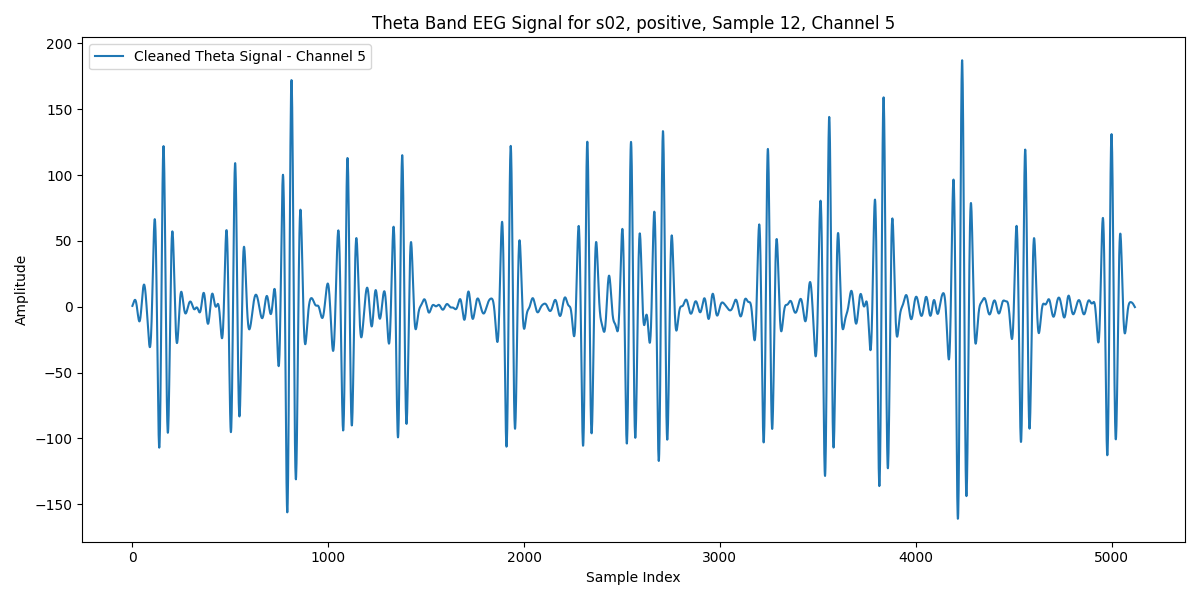 Theta Band EEG Signal for s02, positive, Sample 12, Channel 5
Cleaned Theta Signal - Channel 5
Amplitude
200
150
100
50
0
−50
−100
−150
0 1000 2000 3000 4000 5000
Sample Index